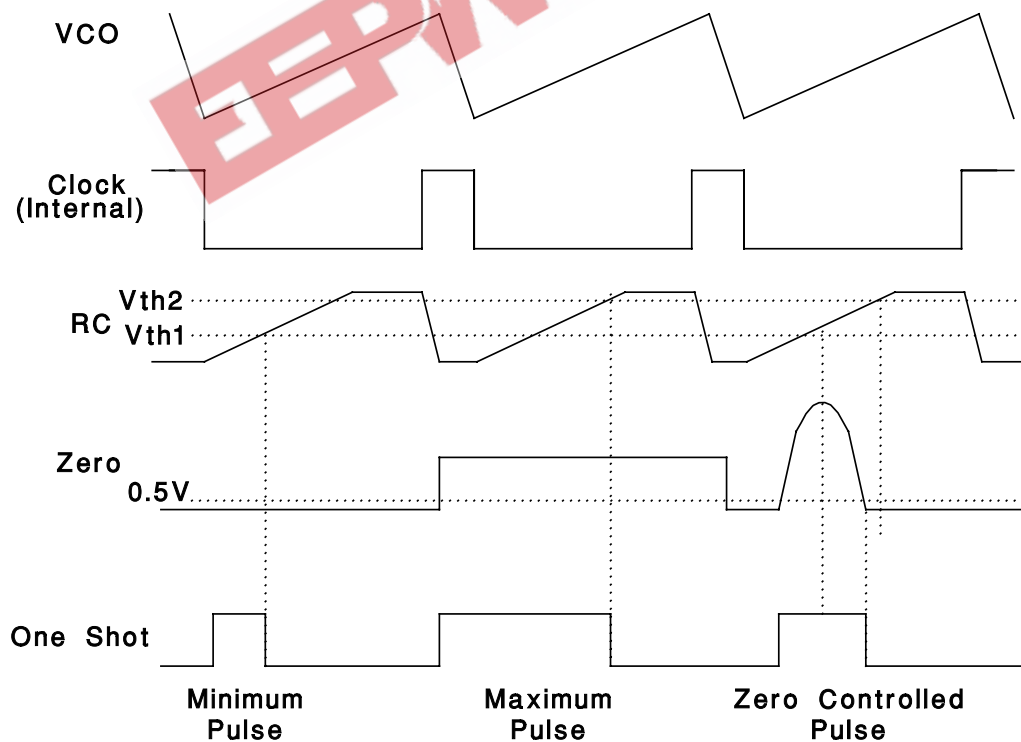 VCO
Clock
(Internal)
Vth2
RC
Vth1
Zero
0.5V
One Shot
Minimum
Pulse
Maximum
Pulse
Zero Controlled
Pulse